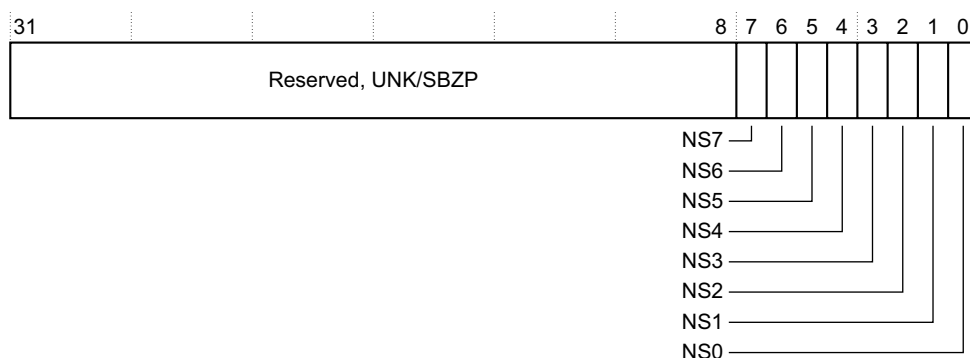 31 8 7 6 5 4 3 2 1 0
Reserved, UNK/SBZP
NS7
NS6
NS5
NS4
NS3
NS2
NS1
NS0